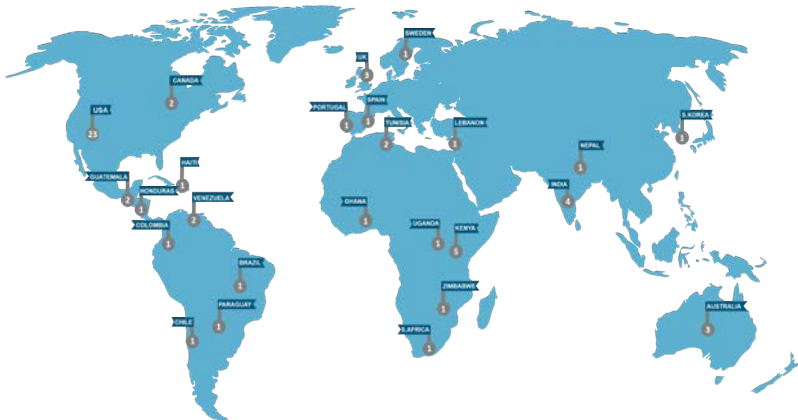 SWEDEN
1
UK
3
CANADA
2
USA
23
SPAIN
1
PORTUGAL
1
TUNISIA
2
LEBANON
1
S.KOREA
1
NEPAL
1
HAITI
1
GUATEMALA
2
HONDURAS
1
VENEZUELA
2
INDIA
4
GHANA
1
COLOMBIA
1
UGANDA
1
KENYA
5
BRAZIL
1
ZIMBABWE
1
PARAGUAY
1
AUSTRALIA
3
CHILE
1
S.AFRICA
1